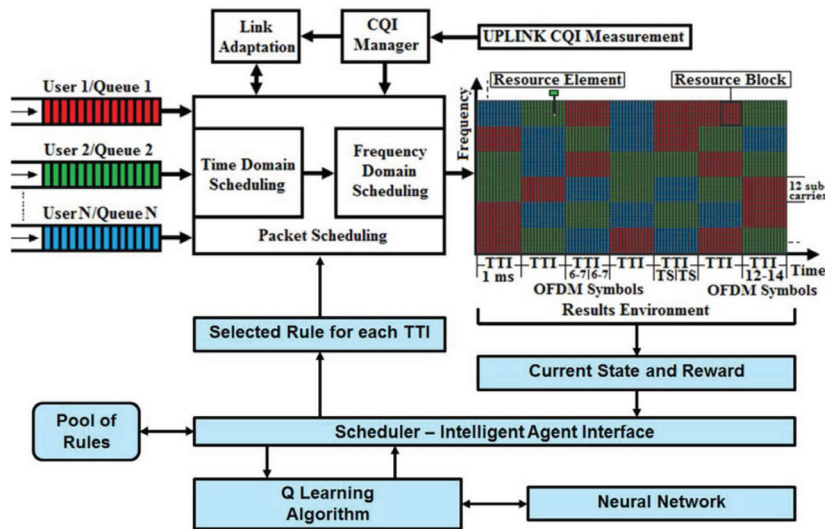 Link
Adaptation
CQI
Manager
UPLINK CQI Measurement
User 1/Queue 1
User 2/Queue 2
User N/Queue N
Time Domain
Scheduling
Frequency
Domain
Scheduling
Packet Scheduling
Resource Element
Resource Block
Frequency
12 sub-
carrier
TTI TTI TTI TTI TTI TTI TTI Time
1 ms 6-7 6-7 TS TS 12-14
OFDM Symbols OFDM Symbols
Results Environment
Selected Rule for each TTI
Current State and Reward
Pool of
Rules
Scheduler – Intelligent Agent Interface
Q Learning
Algorithm
Neural Network